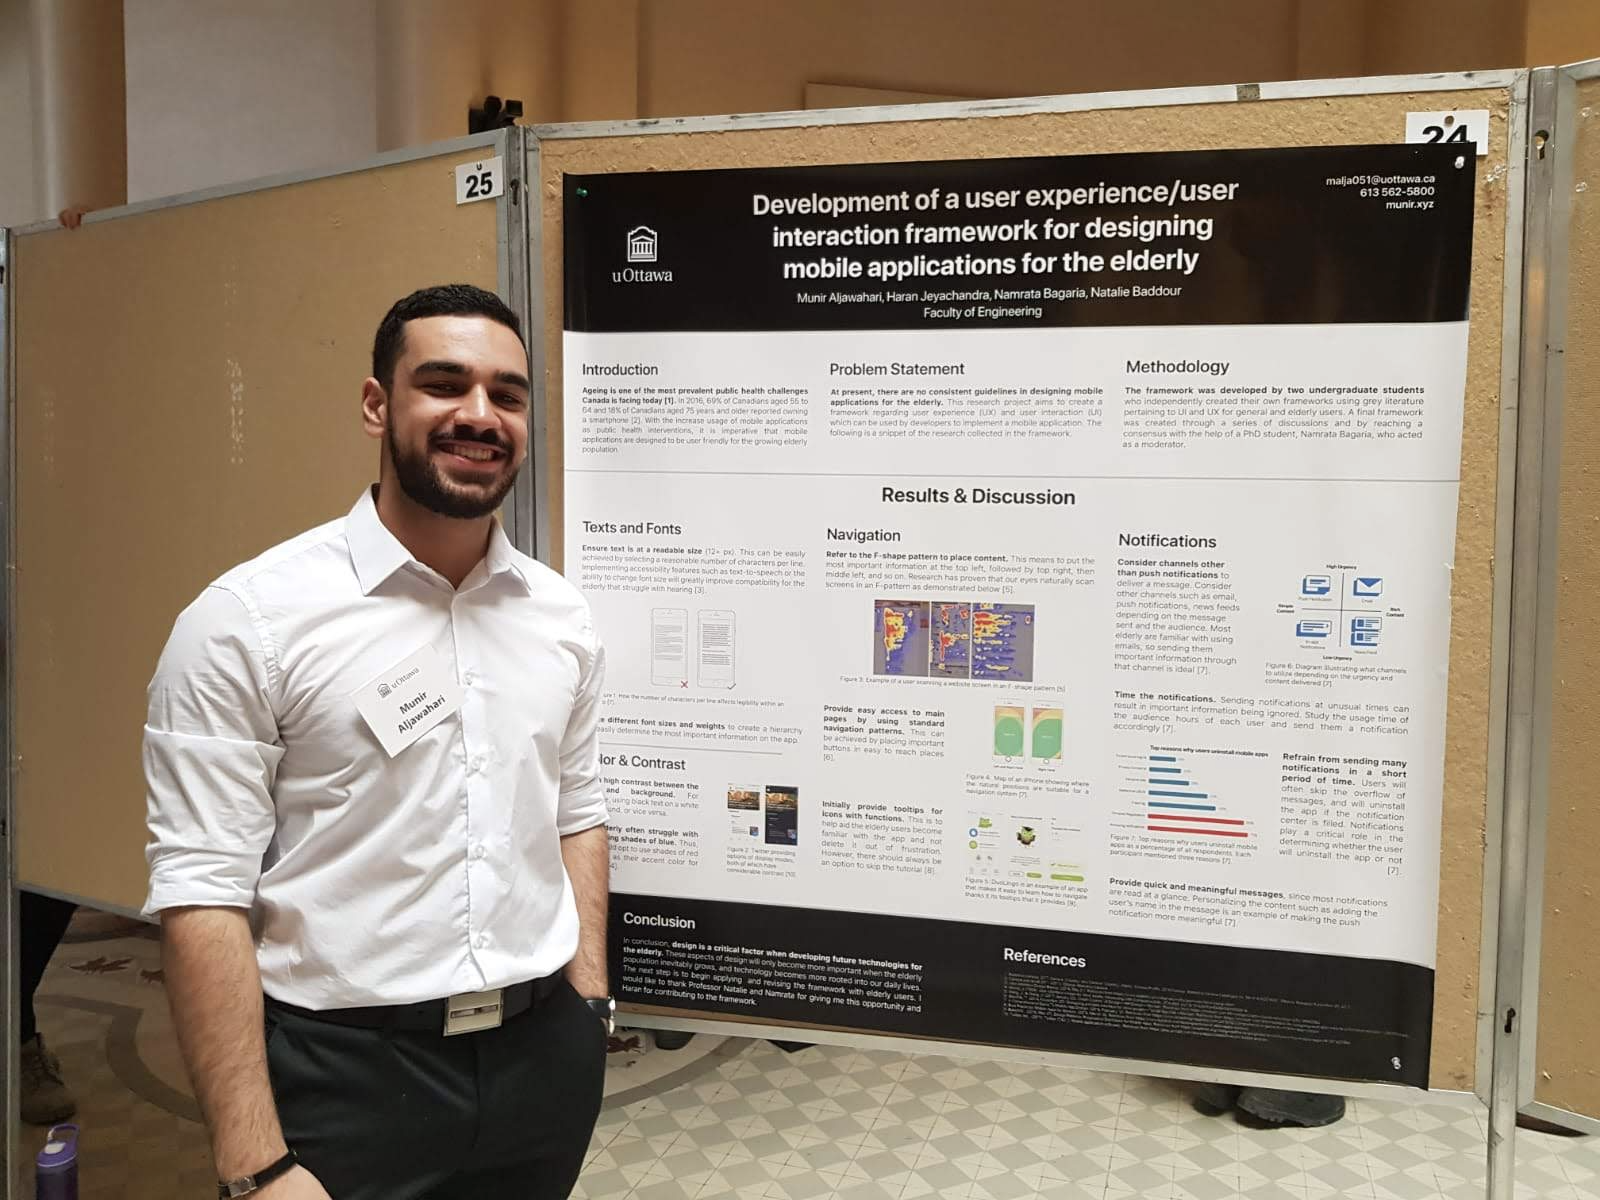 25
24
malja051@uottawa.ca
613 562-5800
munir.xyz
uOttawa
Development of a user experience/user
interaction framework for designing
mobile applications for the elderly
Munir Aljawahari, Haran Jeyachandra, Namrata Bagaria, Natalie Baddour
Faculty of Engineering
Introduction
Ageing is one of the most prevalent public health challenges
Canada is facing today [1]. In 2016, 69% of Canadians aged 55 to
64 and 18% of Canadians aged 75 years and older reported owning
a smartphone [2]. With the increase usage of mobile applications
as public health interventions, it is imperative that mobile
applications are designed to be user friendly for the growing elderly
population.
Problem Statement
At present, there are no consistent guidelines in designing mobile
applications for the elderly. This research project aims to create a
framework regarding user experience (UX) and user interaction (UI)
which can be used by developers to implement a mobile application. The
following is a snippet of the research collected in the framework.
Methodology
The framework was developed by two undergraduate students
who independently created their own frameworks using grey literature
pertaining to UI and UX for general and elderly users. A final framework
was created through a series of discussions and by reaching a
consensus with the help of a PhD student, Namrata Bagaria, who acted
as a moderator.
Results & Discussion
Texts and Fonts
Ensure text is at a readable size (12+ px). This can be easily
achieved by selecting a reasonable number of characters per line.
Implementing accessibility features such as text-to-speech or the
ability to change font size will greatly improve compatibility for the
elderly that struggle with hearing [3].
How the number of characters per line affects legibility within an
different font sizes and weights to create a hierarchy
easily determine the most important information on the app.
lor & Contrast
high contrast between the
and background. For
using black text on a white
or vice versa.
often struggle with
shades of blue. Thus,
opt to use shades of red
as their accent color for
Figure 2: Twitter providing
options of display modes,
both of which have
considerable contrast [10].
Navigation
Refer to the F-shape pattern to place content. This means to put the
most important information at the top left, followed by top right, then
middle left, and so on. Research has proven that our eyes naturally scan
screens in an F-pattern as demonstrated below [5].
Figure 3: Example of a user scanning a website screen in an F-shape pattern [5]
Provide easy access to main
pages by using standard
navigation patterns. This can
be achieved by placing important
buttons in easy to reach places
[6].
Figure 4: Map of an iPhone showing where
the natural positions are suitable for a
navigation system [7].
Initially provide tooltips for
icons with functions. This is to
help aid the elderly users become
familiar with the app and not
delete it out of frustration.
However, there should always be
an option to skip the tutorial [8].
Figure 5: DuoLingo is an example of an app
that makes it easy to learn how to navigate
thanks to its tooltips that it provides [9].
Notifications
Consider channels other
than push notifications to
deliver a message. Consider
other channels such as email,
push notifications, news feeds
depending on the message
sent and the audience. Most
elderly are familiar with using
emails, so sending them
important information through
that channel is ideal [7].
High Urgency
Push Notification
Email
Simple
Content
Rich
Content
In-app
Notifications
News Feed
Low Urgency
Figure 6: Diagram illustrating what channels
to utilize depending on the urgency and
content delivered [7].
Time the notifications. Sending notifications at unusual times can
result in important information being ignored. Study the usage time of
the audience hours of each user and send them a notification
accordingly [7].
Top reasons why users uninstall mobile apps
Figure 7: Top reasons why users uninstall mobile
apps as a percentage of all respondents. Each
participant mentioned three reasons [7].
Refrain from sending many
notifications in a short
period of time. Users will
often skip the overflow of
messages, and will uninstall
the app if the notification
center is filled. Notifications
play a critical role in the
determining whether the user
will uninstall the app or not
[7].
Provide quick and meaningful messages, since most notifications
are read at a glance. Personalizing the content such as adding the
user's name in the message is an example of making the push
notification more meaningful [7].
Conclusion
In conclusion, design is a critical factor when developing future technologies for
the elderly. These aspects of design will only become more important when the elderly
population inevitably grows, and technology becomes more rooted into our daily lives.
The next step is to begin applying and revising the framework with elderly users. I
would like to thank Professor Natalie and Namrata for giving me this opportunity and
Haran for contributing to the framework.
References
uOttawa
Munir
Aljawahari